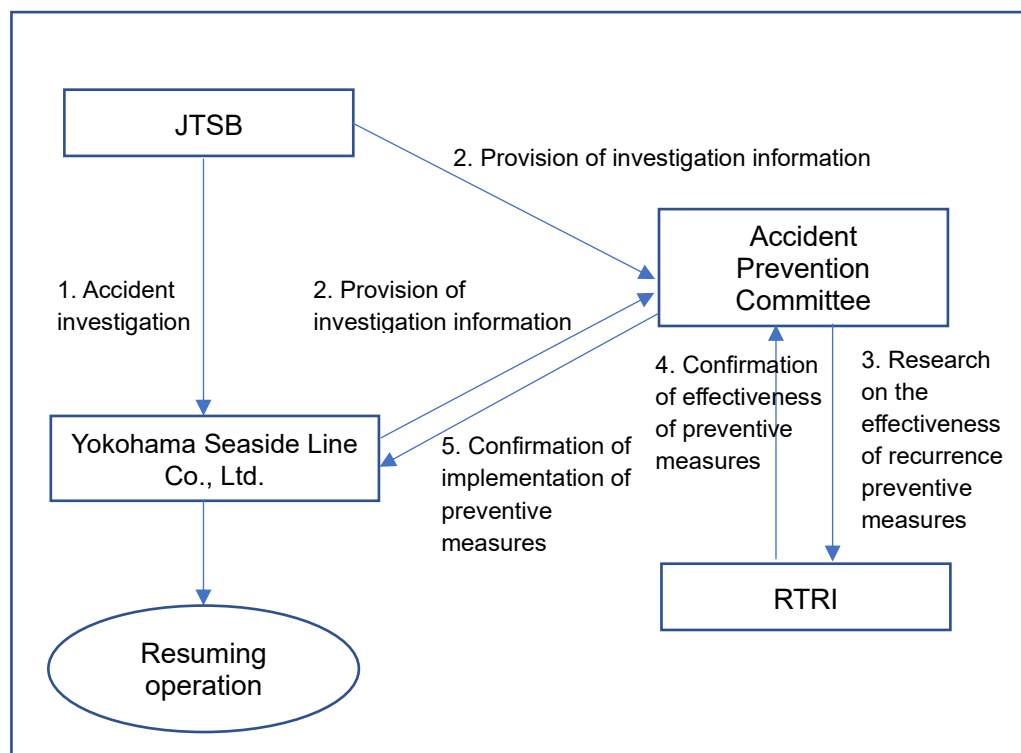 JTSB
2. Provision of investigation information
Accident
Prevention
Committee
1. Accident
investigation
2. Provision of
investigation information
4. Confirmation
of effectiveness
of preventive
measures
3. Research
on the
effectiveness
of recurrence
preventive
measures
Yokohama Seaside Line
Co., Ltd.
5. Confirmation of
implementation of
preventive
measures
RTRI
Resuming
operation